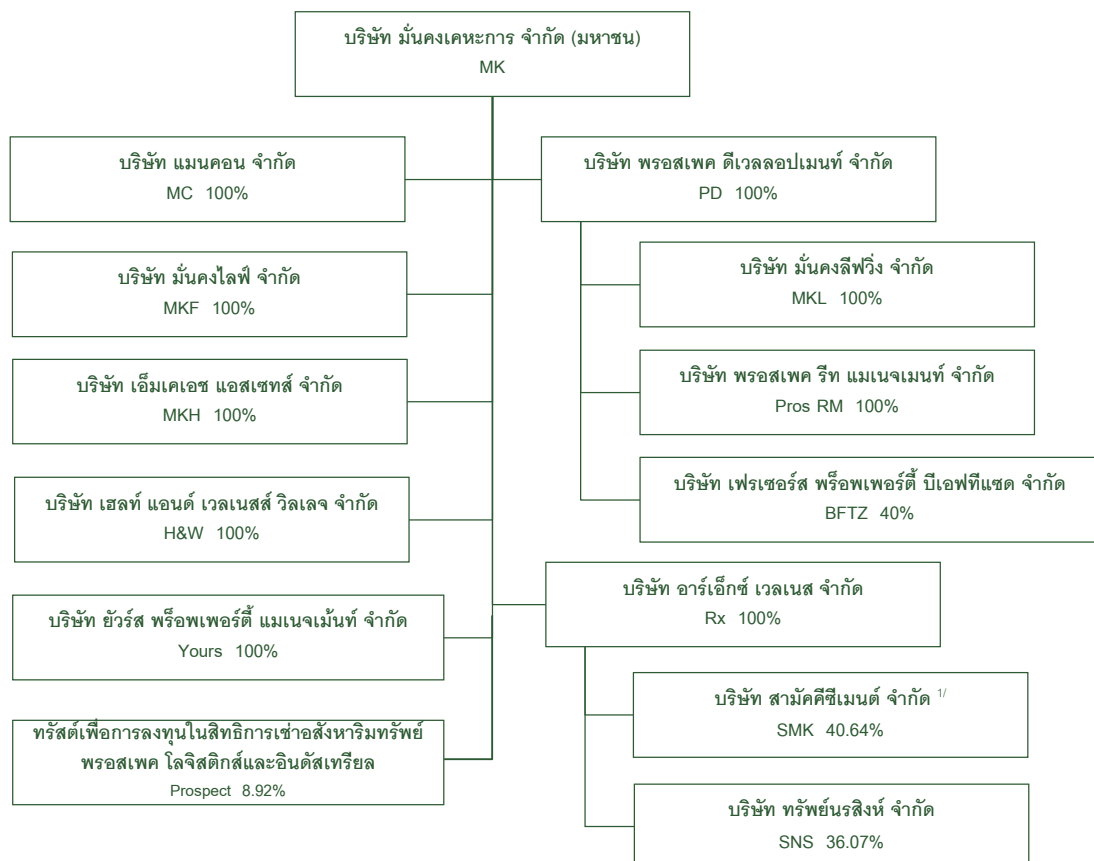 บริษัท มั่นคงเคหะการ จำกัด (มหาชน)
MK
บริษัท แมนคอน จำกัด
MC 100%
บริษัท พรอสเพค ดีเวลลอปเมนท์ จำกัด
PD 100%
บริษัท มั่นคงไลฟ์ จำกัด
MKF 100%
บริษัท มั่นคงลีฟวิ่ง จำกัด
MKL 100%
บริษัท เอ็มเคเอช แอสเซทส์ จำกัด
MKH 100%
บริษัท พรอสเพค รีท แมเนจเมนท์ จำกัด
Pros RM 100%
บริษัท เฮลท์ แอนด์ เวลเนสส์ วิลเลจ จำกัด
H&W 100%
บริษัท เฟรเซอร์ส พร็อพเพอร์ตี้ บีเอฟทีแซด จำกัด
BFTZ 40%
บริษัท ยัวร์ส พร็อพเพอร์ตี้ แมเนจเม้นท์ จำกัด
Yours 100%
บริษัท อาร์เอ็กซ์ เวลเนส จำกัด
Rx 100%
ทรัสต์เพื่อการลงทุนในสิทธิการเช่าอสังหาริมทรัพย์
พรอสเพค โลจิสติกส์และอินดัสเทรียล
Prospect 8.92%
บริษัท สามัคคีซีเมนต์ จำกัด 1/
SMK 40.64%
บริษัท ทรัพย์นรสิงห์ จำกัด
SNS 36.07%